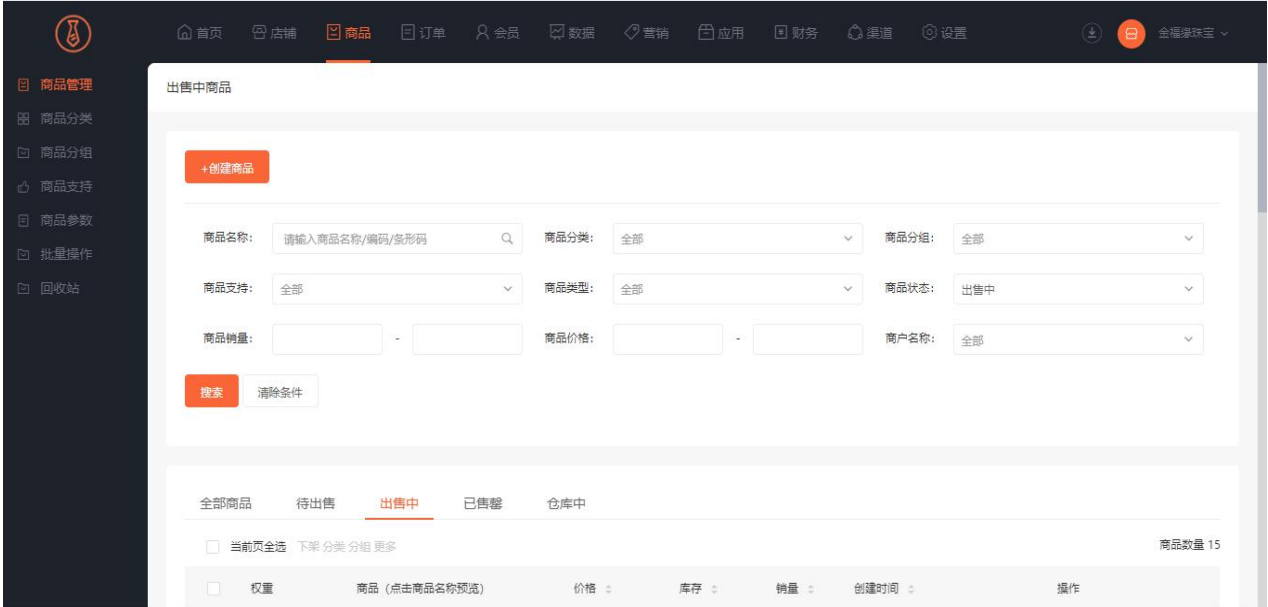 首页 店铺 商品 订单 会员 数据 营销 应用 财务 渠道 设置 金福缘珠宝
商品管理
商品分类
商品分组
商品支持
商品参数
批量操作
回收站
出售中商品
+创建商品
商品名称: 请输入商品名称/编码/条形码 商品分类: 全部 商品分组: 全部
商品支持: 全部 商品类型: 全部 商品状态: 出售中
商品销量: - 商品价格: - 商户名称: 全部
搜索 清除条件
全部商品 待出售 出售中 已售罄 仓库中
当前页全选 下架 分类 分组 更多 商品数量 15
权重 商品（点击商品名称预览） 价格 库存 销量 创建时间 操作